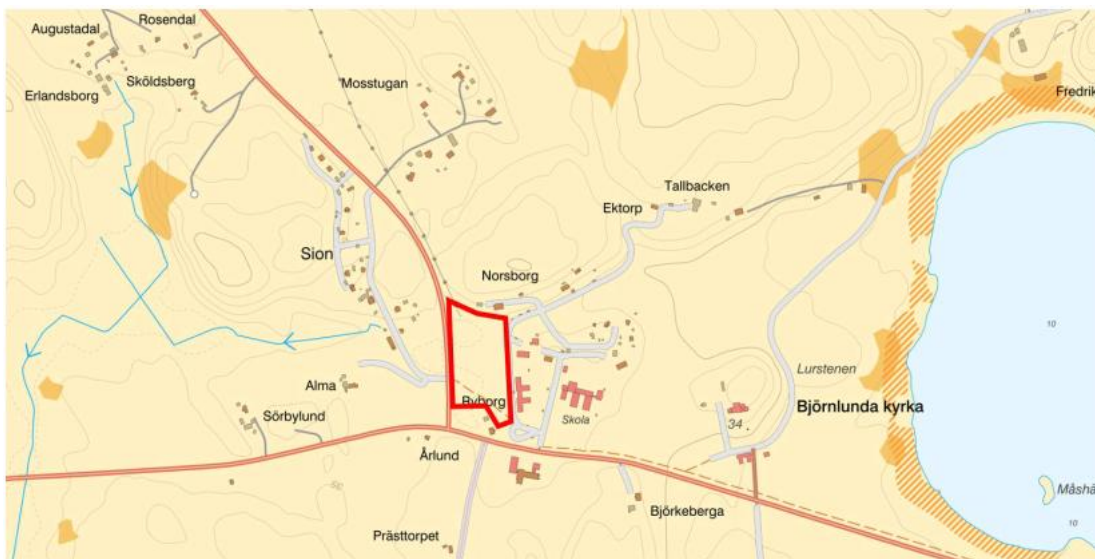 Augustadal
Rosendal
Sköldsberg
Erlandsborg
Mosstugan
Fredrik
Tallbacken
Ektorp
Sion
Norsborg
Lurstenen
Björnlunda kyrka
34
Alma
Ryborg
Sörbylund
Skola
Årlund
Björkeberga
Prästtorpet
10
10
Måshä